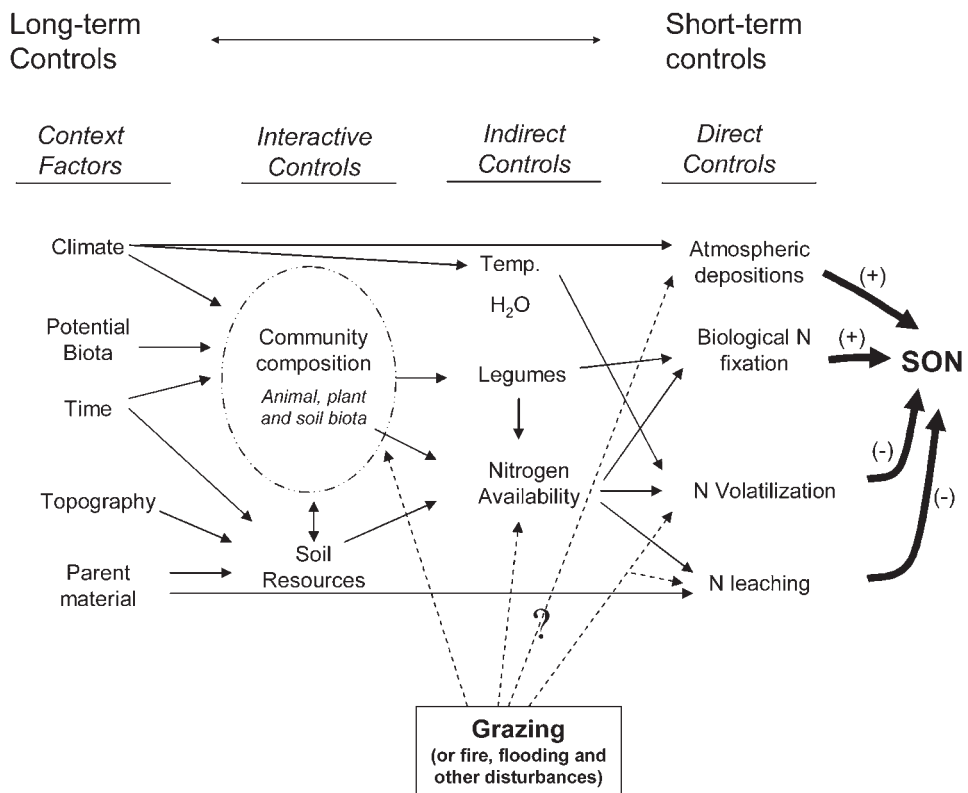 Long-term
Controls
Short-term
controls
Context
Factors
Interactive
Controls
Indirect
Controls
Direct
Controls
Climate
Potential
Biota
Time
Topography
Parent
material
Community
composition
Animal, plant
and soil biota
Soil
Resources
Temp.
H₂O
Legumes
Nitrogen
Availability
Atmospheric
depositions
Biological N
fixation
N Volatilization
N leaching
(+)
(+)
SON
(-)
(-)
?
Grazing
(or fire, flooding and
other disturbances)